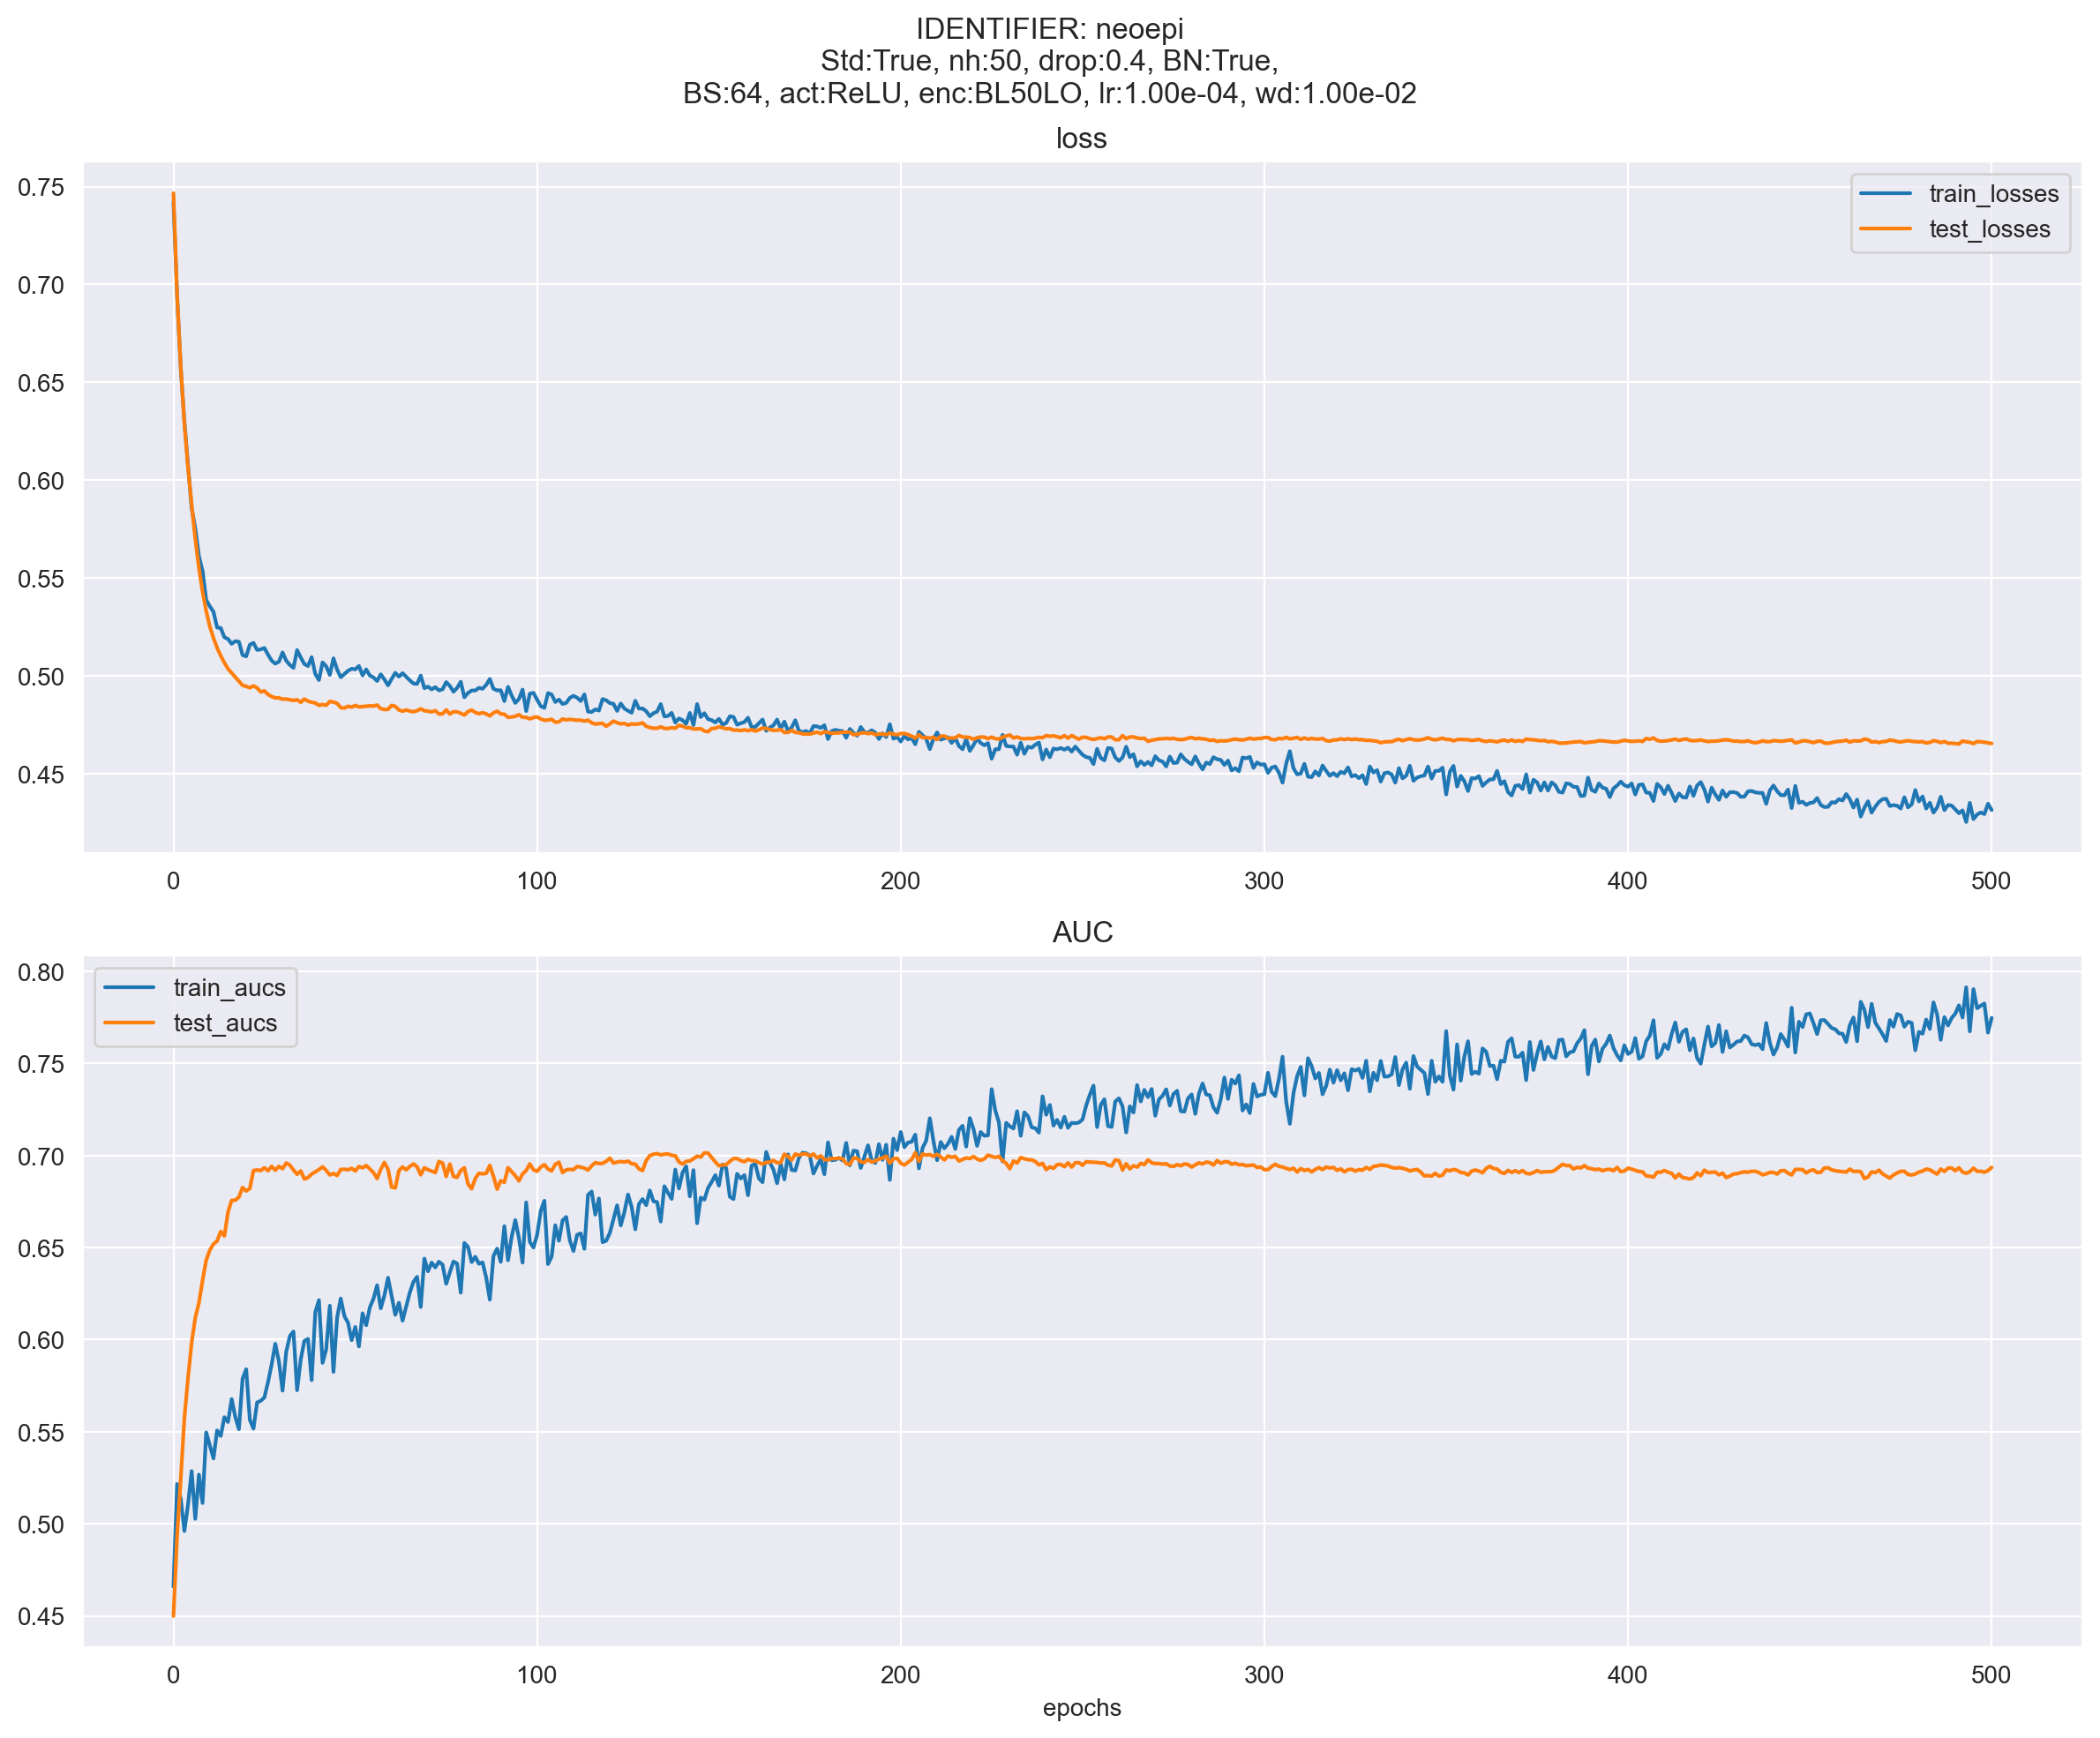 IDENTIFIER: neoepi
Std:True, nh:50, drop:0.4, BN:True,
BS:64, act:ReLU, enc:BL50LO, lr:1.00e-04, wd:1.00e-02
loss
0.75
0.70
0.65
0.60
0.55
0.50
0.45
train_losses
test_losses
0 100 200 300 400 500
AUC
0.80
0.75
0.70
0.65
0.60
0.55
0.50
0.45
train_aucs
test_aucs
0 100 200 300 400 500
epochs